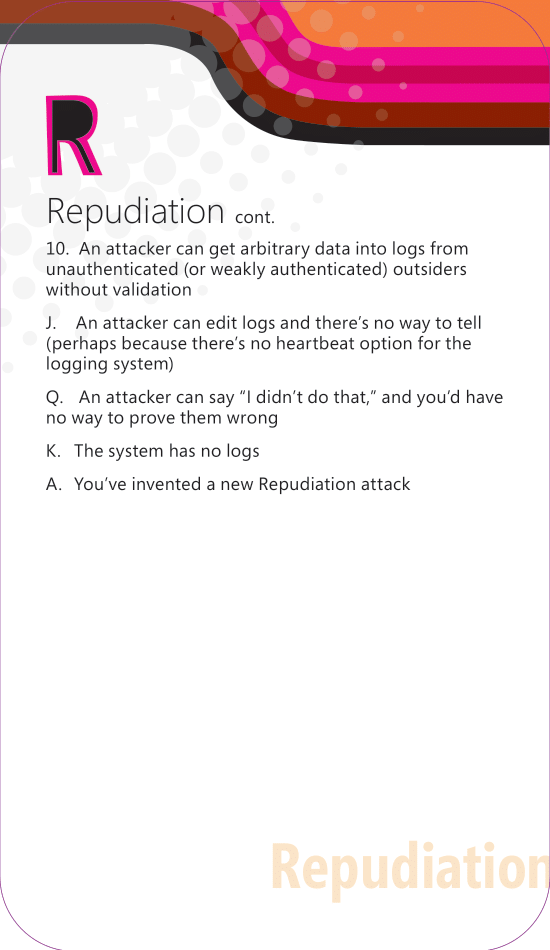 R
Repudiation cont.
10. An attacker can get arbitrary data into logs from
unauthenticated (or weakly authenticated) outsiders
without validation
J. An attacker can edit logs and there’s no way to tell
(perhaps because there’s no heartbeat option for the
logging system)
Q. An attacker can say “I didn’t do that,” and you’d have
no way to prove them wrong
K. The system has no logs
A. You’ve invented a new Repudiation attack
Repudiation